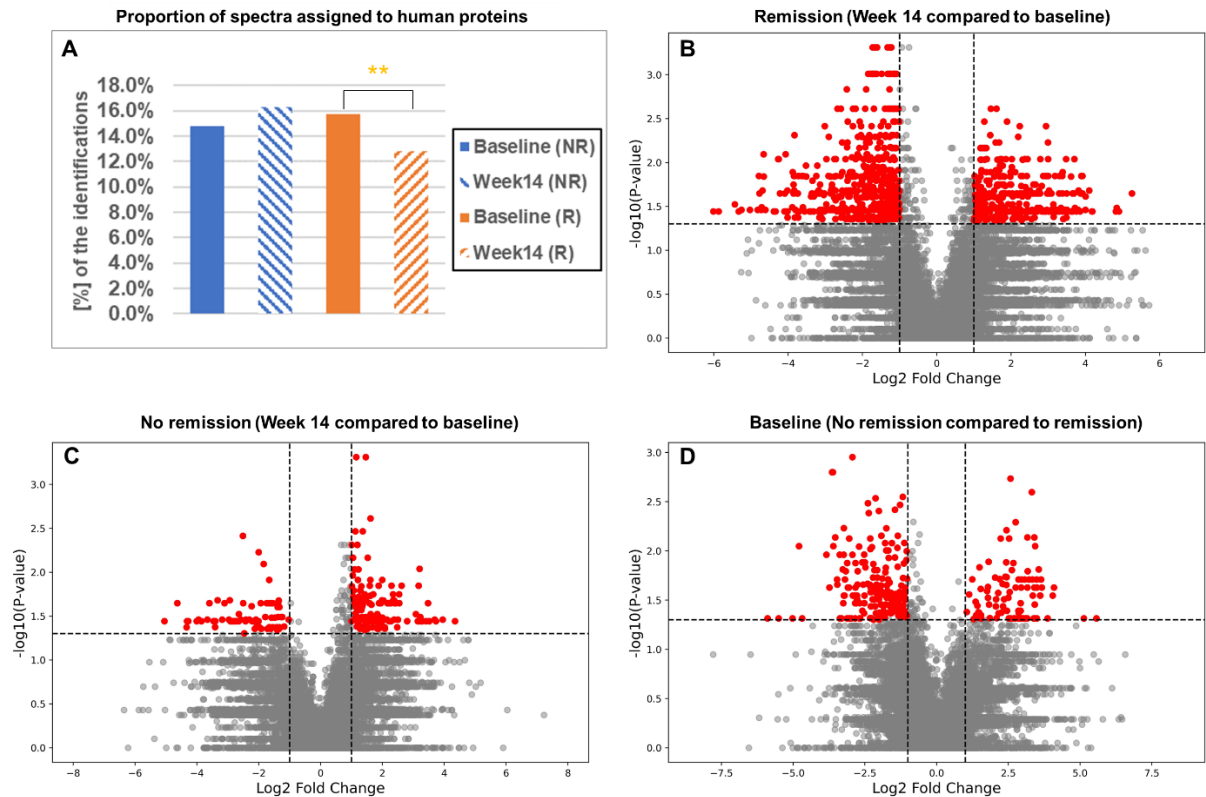 Proportion of spectra assigned to human proteins
A
**
[%] of the identifications
18.0%
16.0%
14.0%
12.0%
10.0%
8.0%
6.0%
4.0%
2.0%
0.0%
Baseline (NR)
Week14 (NR)
Baseline (R)
Week14 (R)
Remission (Week 14 compared to baseline)
B
-log10(P-value)
3.0
2.5
2.0
1.5
1.0
0.5
0.0
−6 −4 −2 0 2 4 6
Log2 Fold Change
No remission (Week 14 compared to baseline)
C
-log10(P-value)
3.0
2.5
2.0
1.5
1.0
0.5
0.0
−8 −6 −4 −2 0 2 4 6 8
Log2 Fold Change
Baseline (No remission compared to remission)
D
-log10(P-value)
3.0
2.5
2.0
1.5
1.0
0.5
0.0
−7.5 −5.0 −2.5 0.0 2.5 5.0 7.5
Log2 Fold Change